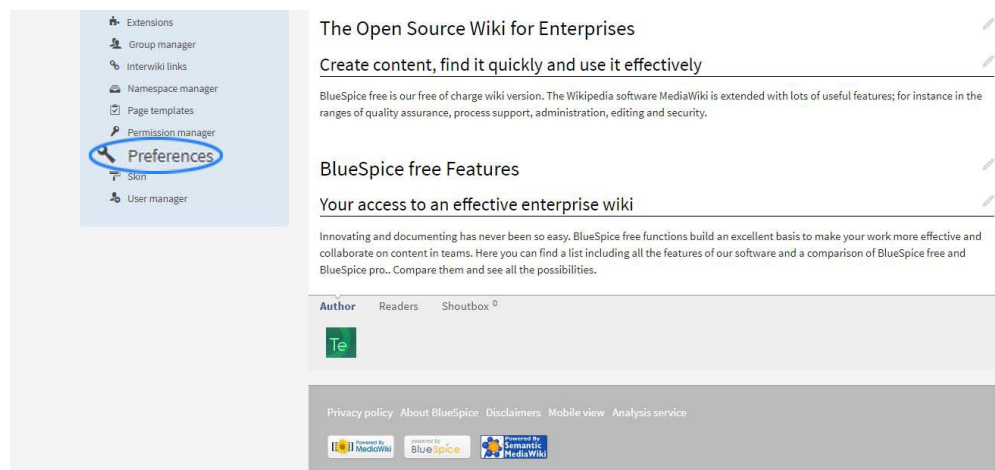 Extensions
Group manager
Interwiki links
Namespace manager
Page templates
Permission manager
Preferences
Skin
User manager
The Open Source Wiki for Enterprises
Create content, find it quickly and use it effectively
BlueSpice free is our free of charge wiki version. The Wikipedia software MediaWiki is extended with lots of useful features; for instance in the
ranges of quality assurance, process support, administration, editing and security.
BlueSpice free Features
Your access to an effective enterprise wiki
Innovating and documenting has never been so easy. BlueSpice free functions build an excellent basis to make your work more effective and
collaborate on content in teams. Here you can find a list including all the features of our software and a comparison of BlueSpice free and
BlueSpice pro.. Compare them and see all the possibilities.
Author Readers Shoutbox 0
Te
Privacy policy About BlueSpice Disclaimers Mobile view Analysis service
Powered By
MediaWiki
powered by
BlueSpice
Powered By
Semantic
MediaWiki